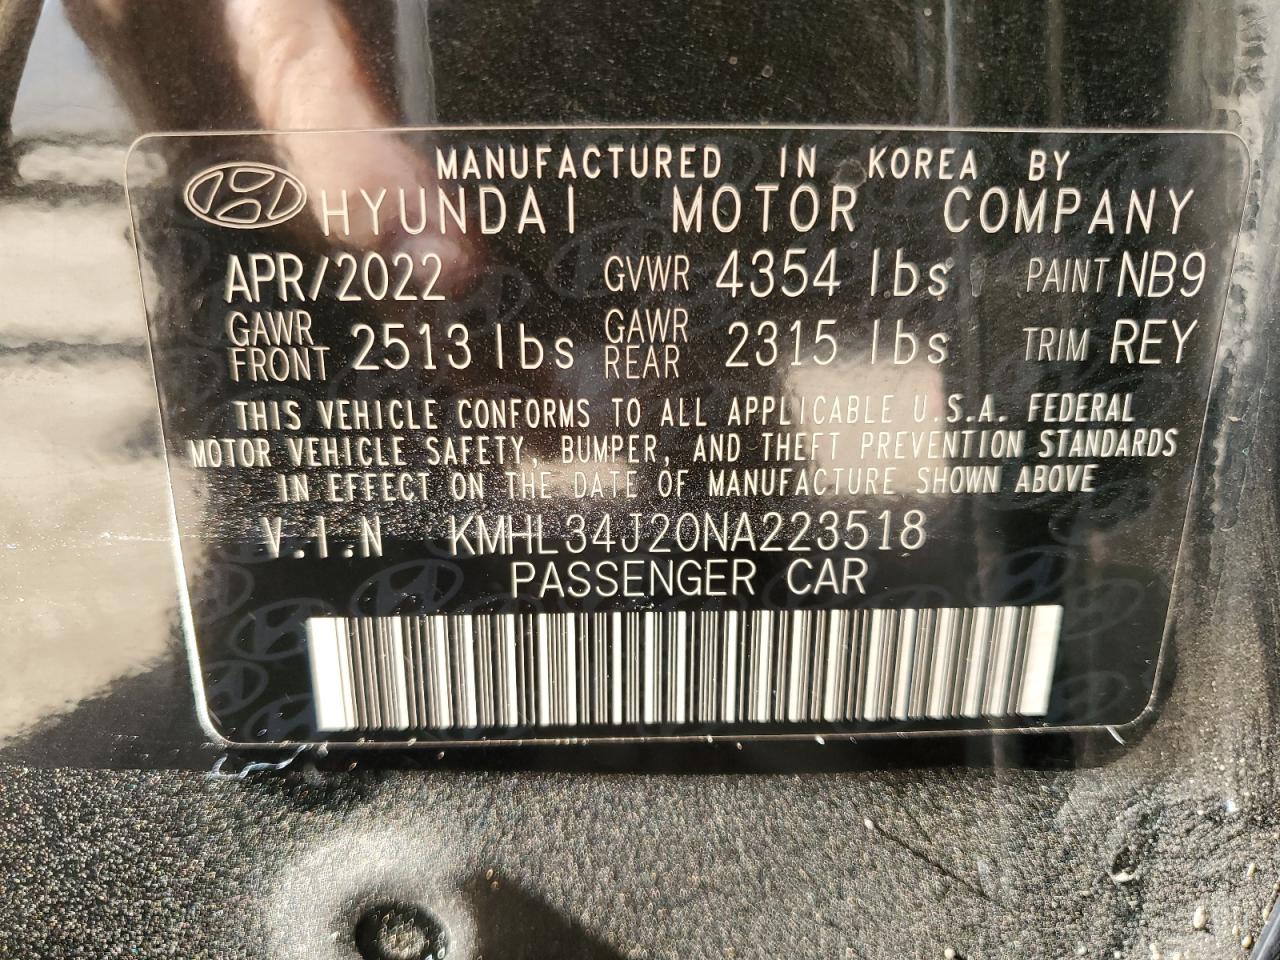 MANUFACTURED IN KOREA BY
HYUNDAI MOTOR COMPANY
APR/2022 GVWR 4354 lbs PAINT NB9
GAWR FRONT 2513 lbs GAWR REAR 2315 lbs TRIM REY
THIS VEHICLE CONFORMS TO ALL APPLICABLE U.S.A. FEDERAL
MOTOR VEHICLE SAFETY, BUMPER, AND THEFT PREVENTION STANDARDS
IN EFFECT ON THE DATE OF MANUFACTURE SHOWN ABOVE
V.I.N KMHL34J20NA223518
PASSENGER CAR